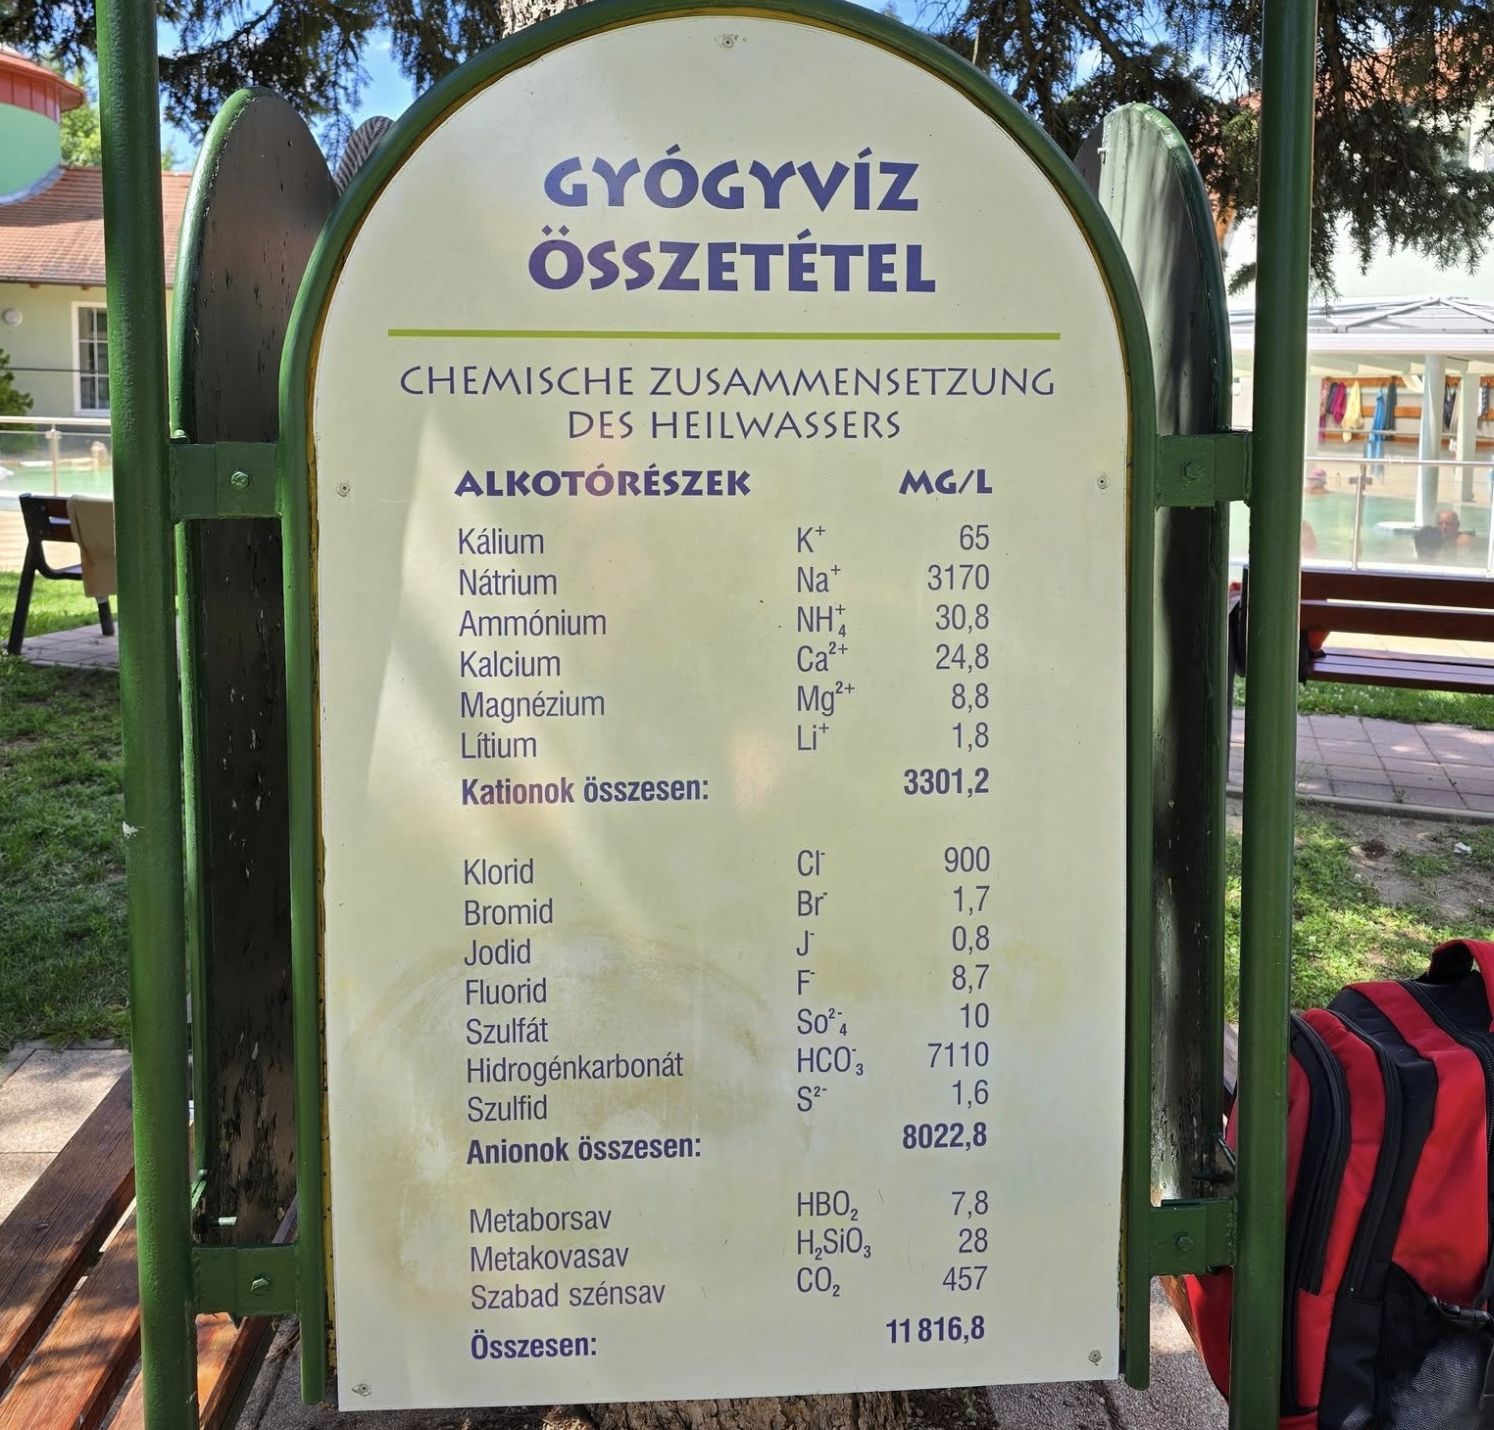 GYÓGYVÍZ
ÖSSZETÉTEL
CHEMISCHE ZUSAMMENSETZUNG
DES HEILWASSERS
ALKOTÓRÉSZEK MG/L
Kálium K⁺ 65
Nátrium Na⁺ 3170
Ammónium NH₄⁺ 30,8
Kalcium Ca²⁺ 24,8
Magnézium Mg²⁺ 8,8
Lítium Li⁺ 1,8
Kationok összesen: 3301,2
Klorid Cl⁻ 900
Bromid Br⁻ 1,7
Jodid J⁻ 0,8
Fluorid F⁻ 8,7
Szulfát So²⁻₄ 10
Hidrogénkarbonát HCO⁻₃ 7110
Szulfid S²⁻ 1,6
Anionok összesen: 8022,8
Metaborsav HBO₂ 7,8
Metakovasav H₂SiO₃ 28
Szabad szénsav CO₂ 457
Összesen: 11 816,8